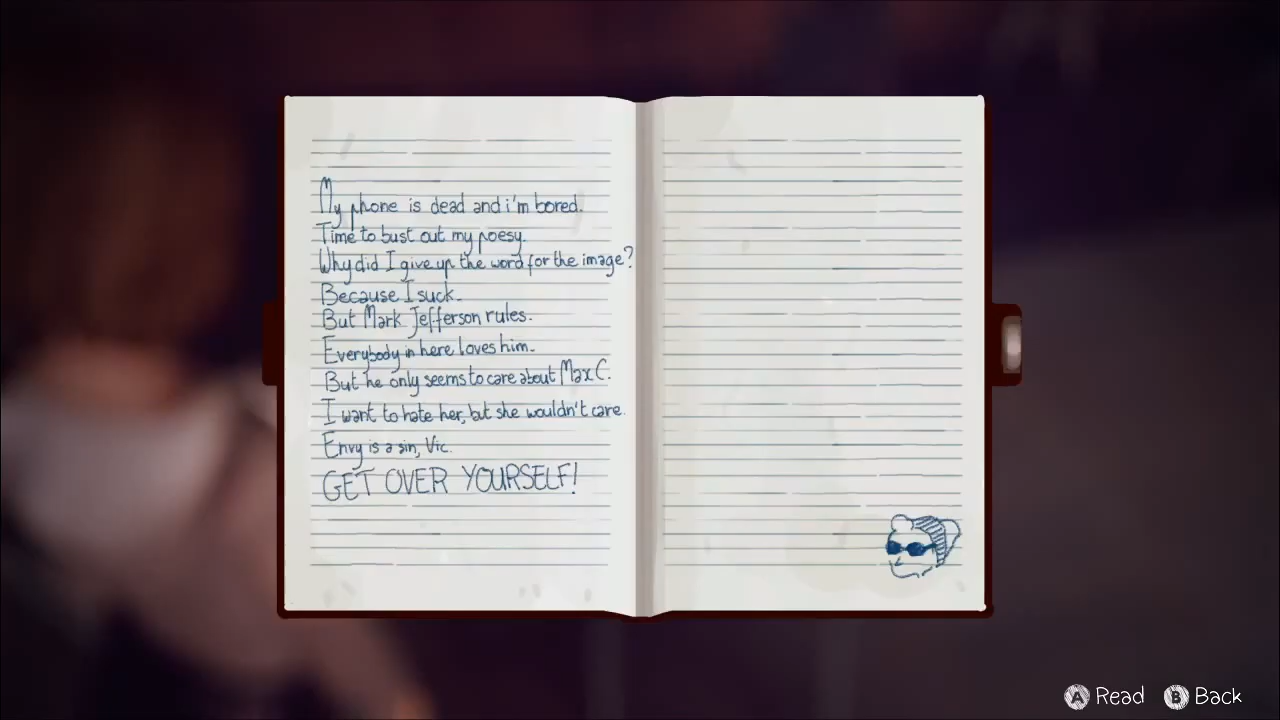 My phone is dead and i'm bored.
Time to bust out my poesy.
Why did I give up the word for the image?
Because I suck.
But Mark Jefferson rules.
Everybody in here loves him.
But he only seems to care about Max C.
I want to hate her, but she wouldn't care.
Envy is a sin, Vic.
GET OVER YOURSELF!
A Read B Back